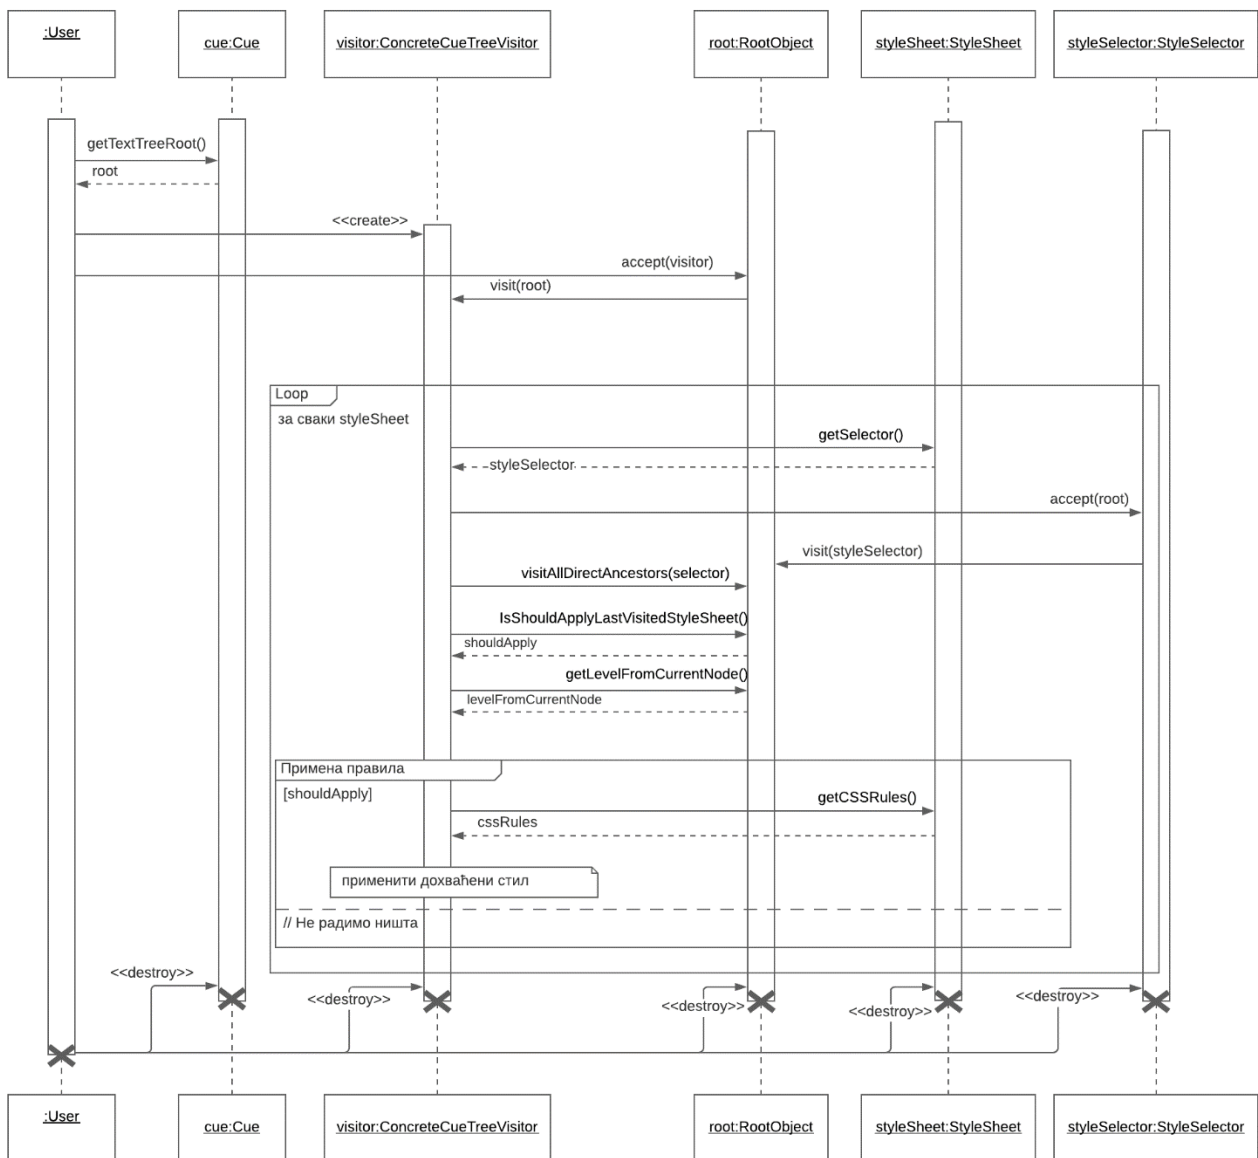 :User
cue:Cue
visitor:ConcreteCueTreeVisitor
root:RootObject
styleSheet:StyleSheet
styleSelector:StyleSelector
getTextTreeRoot()
root
<<create>>
accept(visitor)
visit(root)
Loop
за сваки styleSheet
getSelector()
styleSelector
accept(root)
visit(styleSelector)
visitAllDirectAncestors(selector)
IsShouldApplyLastVisitedStyleSheet()
shouldApply
getLevelFromCurrentNode()
levelFromCurrentNode
Примена правила
[shouldApply]
getCSSRules()
cssRules
применити дохваћени стил
// Не радимо ништа
<<destroy>>
<<destroy>>
<<destroy>>
<<destroy>>
<<destroy>>
:User
cue:Cue
visitor:ConcreteCueTreeVisitor
root:RootObject
styleSheet:StyleSheet
styleSelector:StyleSelector